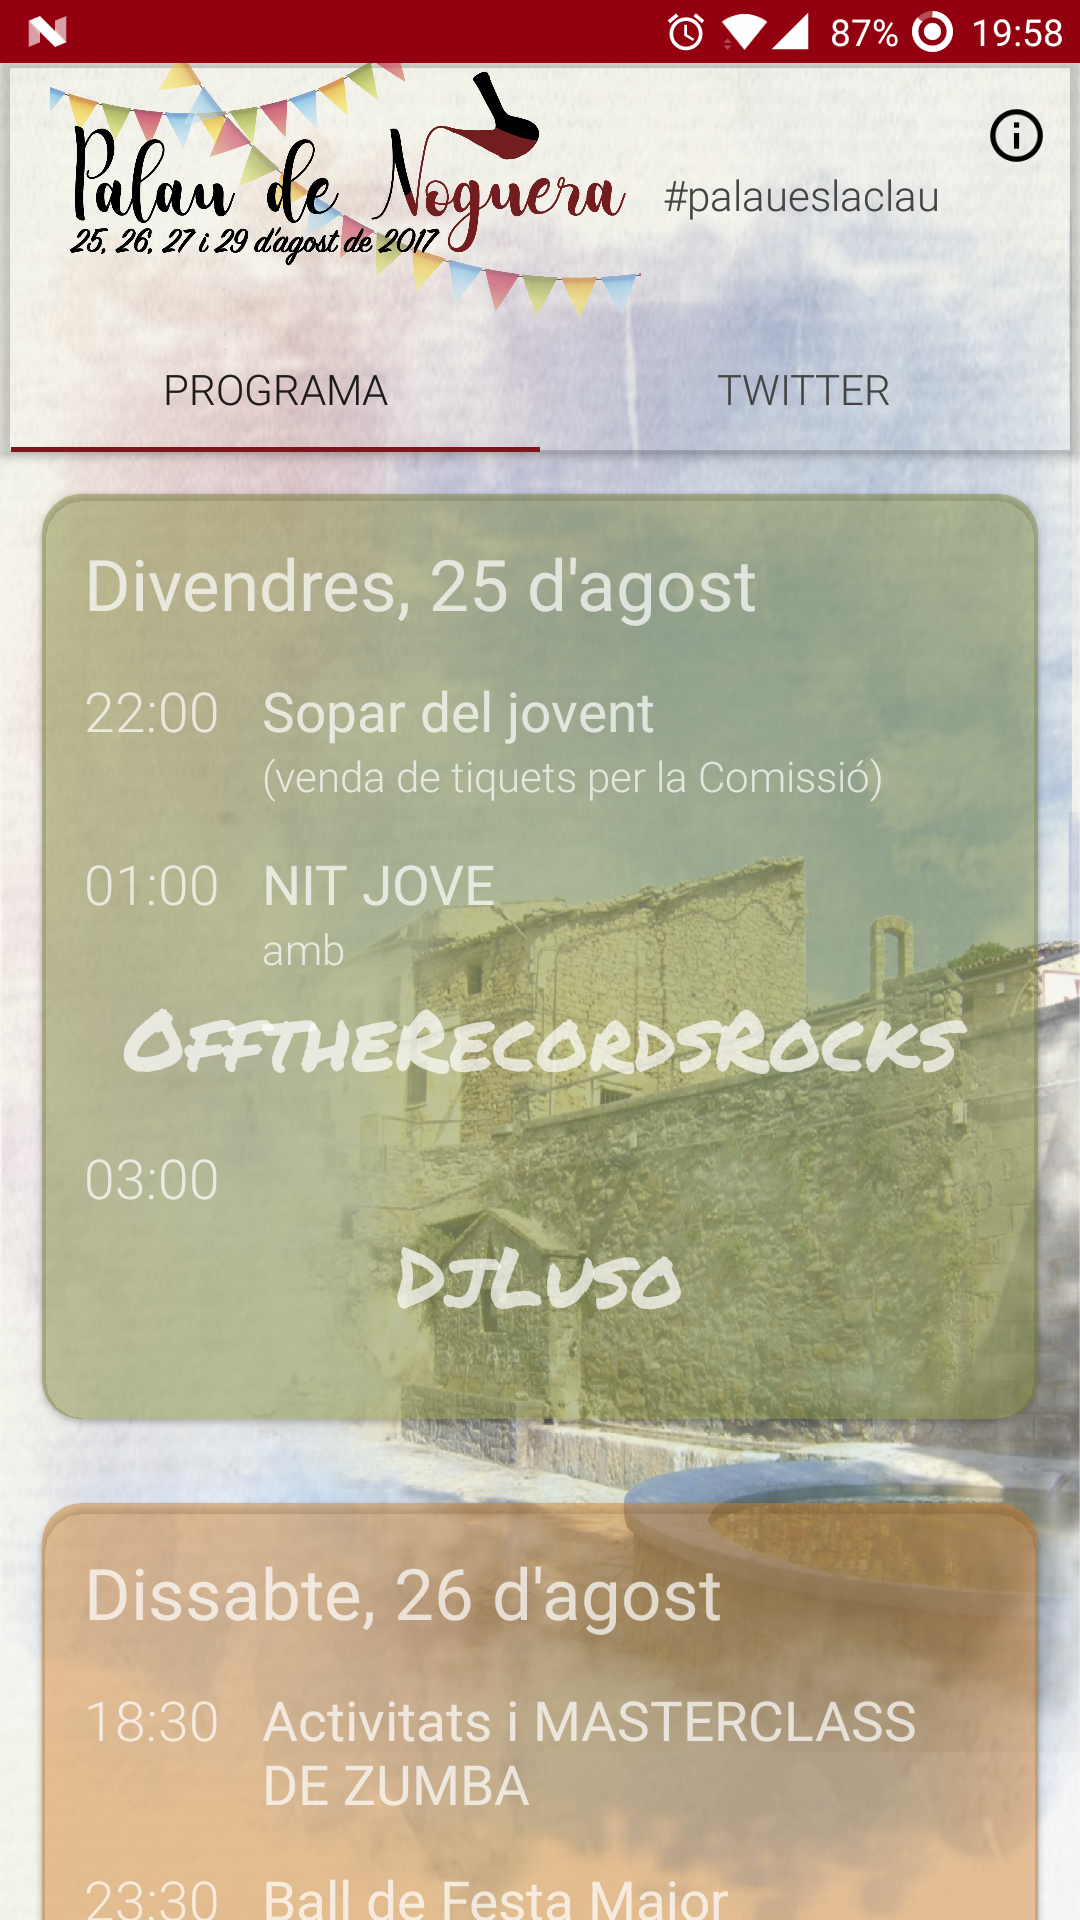 87% 19:58
Palau de Noguera
25, 26, 27 i 29 d'agost de 2017
#palaueslaclau
PROGRAMA TWITTER
Divendres, 25 d'agost
22:00 Sopar del jovent
(venda de tiquets per la Comissió)
01:00 NIT JOVE
amb
OfftheRecordsRocks
03:00
DjLuso
Dissabte, 26 d'agost
18:30 Activitats i MASTERCLASS
DE ZUMBA
23:30 Ball de Festa Major